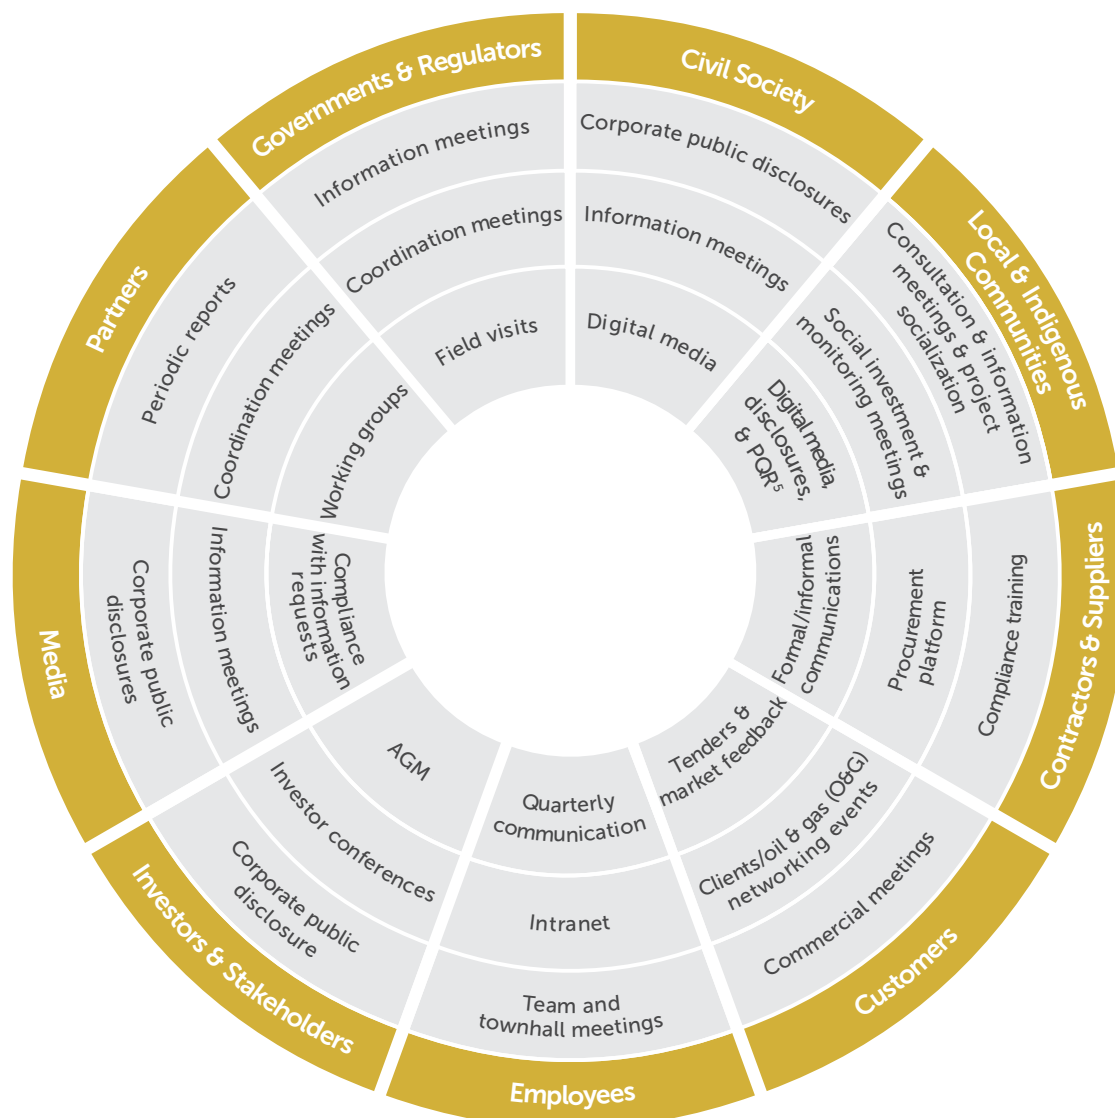 Civil Society
Corporate public disclosures
Information meetings
Digital media
Local & Indigenous
Communities
Consultation & information
meetings & project
socialization
Social investment &
monitoring meetings
Digital media,
disclosures,
& PQR⁵
Contractors & Suppliers
Compliance training
Procurement
platform
Formal/informal
communications
Customers
Commercial meetings
Clients/oil & gas (O&G)
networking events
Tenders &
market feedback
Employees
Team and
townhall meetings
Intranet
Quarterly
communication
Investors & Stakeholders
Corporate public
disclosure
Investor conferences
AGM
Media
Corporate public
disclosures
Information meetings
Compliance
with information
requests
Partners
Periodic reports
Coordination meetings
Working groups
Governments & Regulators
Information meetings
Coordination meetings
Field visits